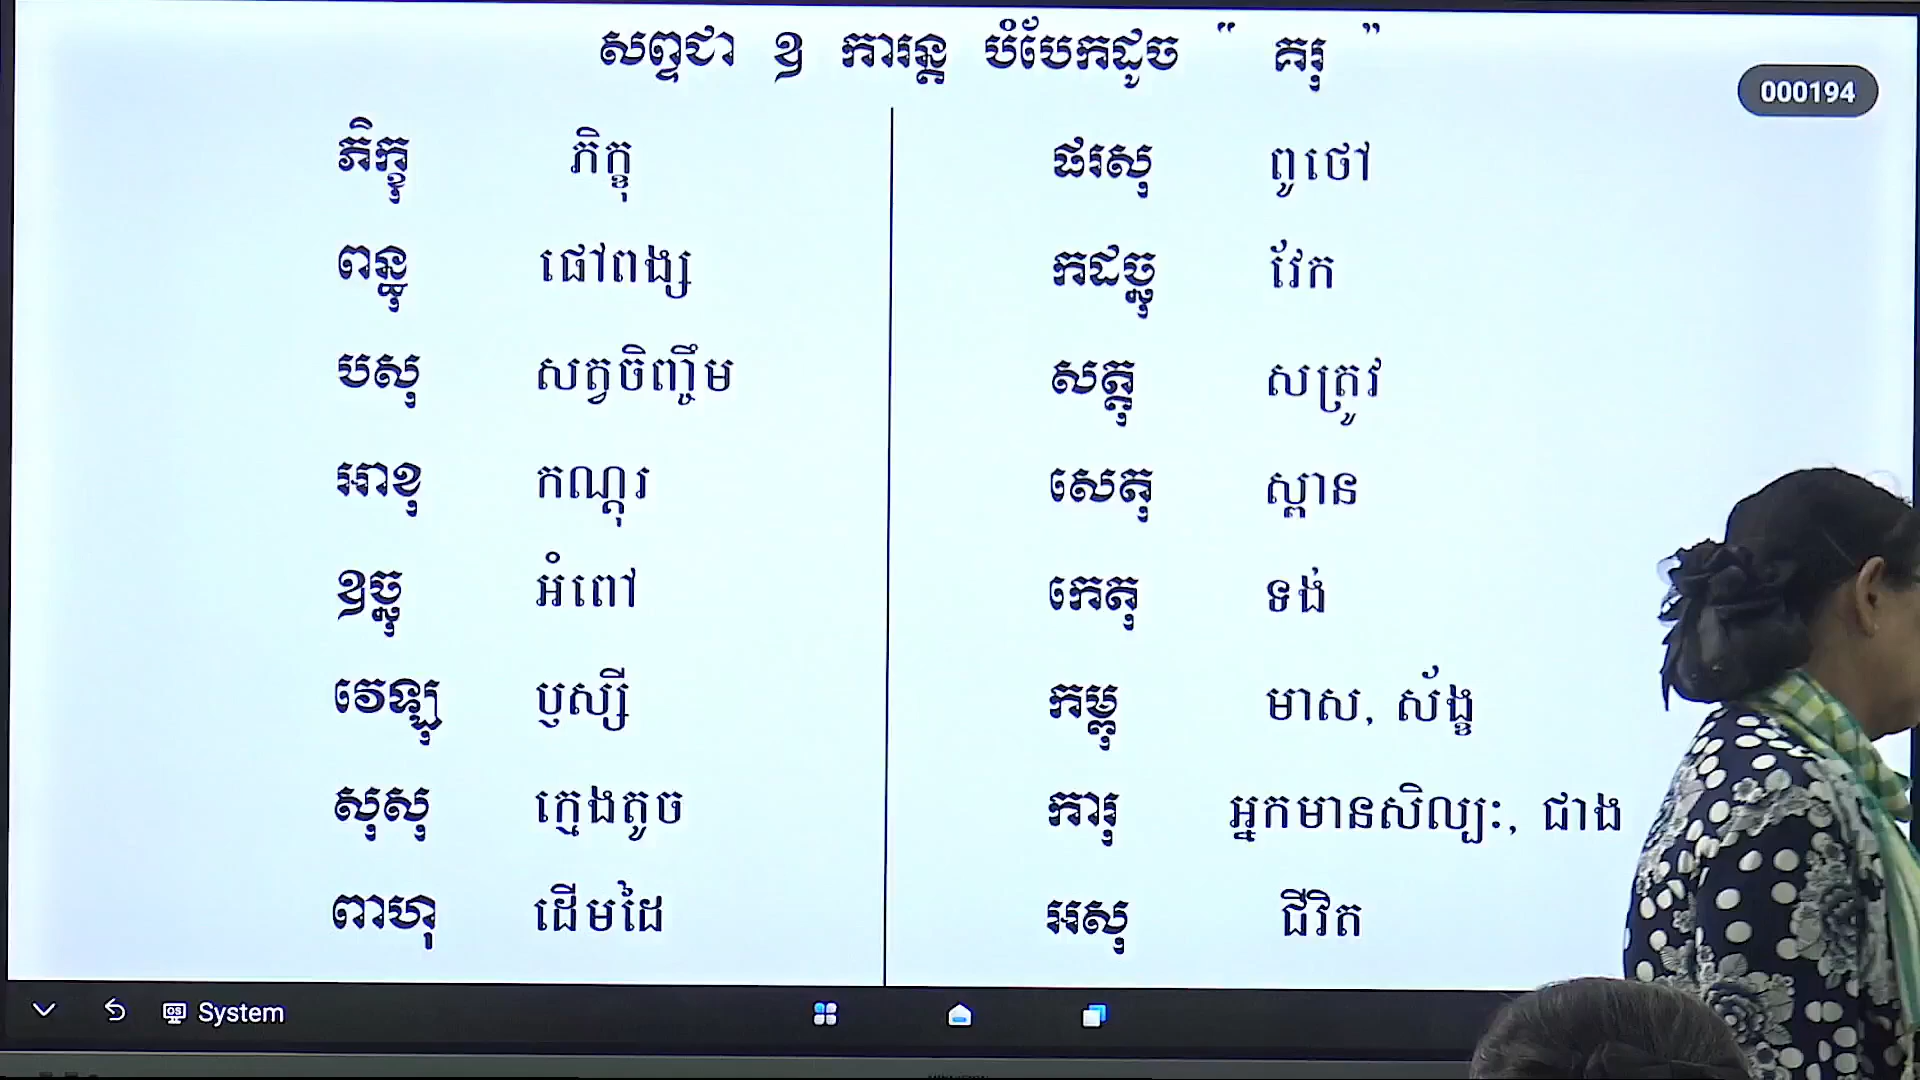 សព្ទជា ឧ ការន្ត បំបែកដូច “ គរុ ”
000194
ភិក្ខុ ភិក្ខុ
ពន្ធុ ផៅពង្ស
បសុ សត្វចិញ្ចឹម
អាខុ កណ្ដុរ
ឧច្ឆុ អំពៅ
វេឡុ ឫស្សី
សុសុ ក្មេងតូច
ពាហុ ដើមដៃ
ផរសុ ពូថៅ
កដច្ឆុ វែក
សត្តុ សត្រូវ
សេតុ ស្ពាន
កេតុ ទង់
កម្ពុ មាស, ស័ង្ខ
ការុ អ្នកមានសិល្បៈ, ជាង
អសុ ជីវិត
System